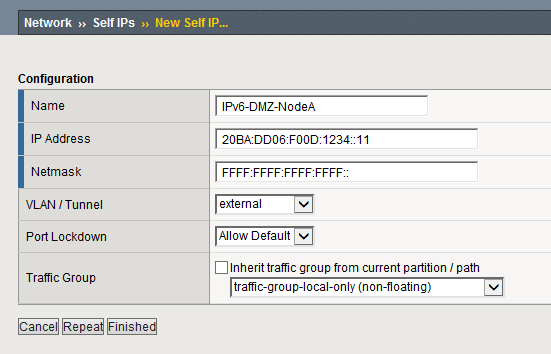 Network ›› Self IPs ›› New Self IP...
Configuration
Name IPv6-DMZ-NodeA
IP Address 20BA:DD06:F00D:1234::11
Netmask FFFF:FFFF:FFFF:FFFF::
VLAN / Tunnel external
Port Lockdown Allow Default
Traffic Group Inherit traffic group from current partition / path
traffic-group-local-only (non-floating)
Cancel Repeat Finished